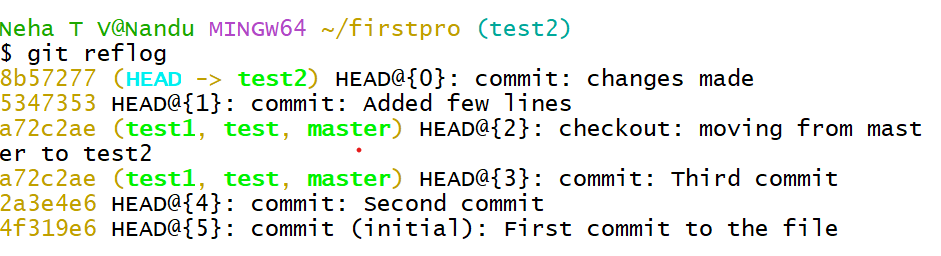 Neha T V@Nandu MINGW64 ~/firstpro (test2)
$ git reflog
8b57277 (HEAD -> test2) HEAD@{0}: commit: changes made
5347353 HEAD@{1}: commit: Added few lines
a72c2ae (test1, test, master) HEAD@{2}: checkout: moving from mast
er to test2
a72c2ae (test1, test, master) HEAD@{3}: commit: Third commit
2a3e4e6 HEAD@{4}: commit: Second commit
4f319e6 HEAD@{5}: commit (initial): First commit to the file